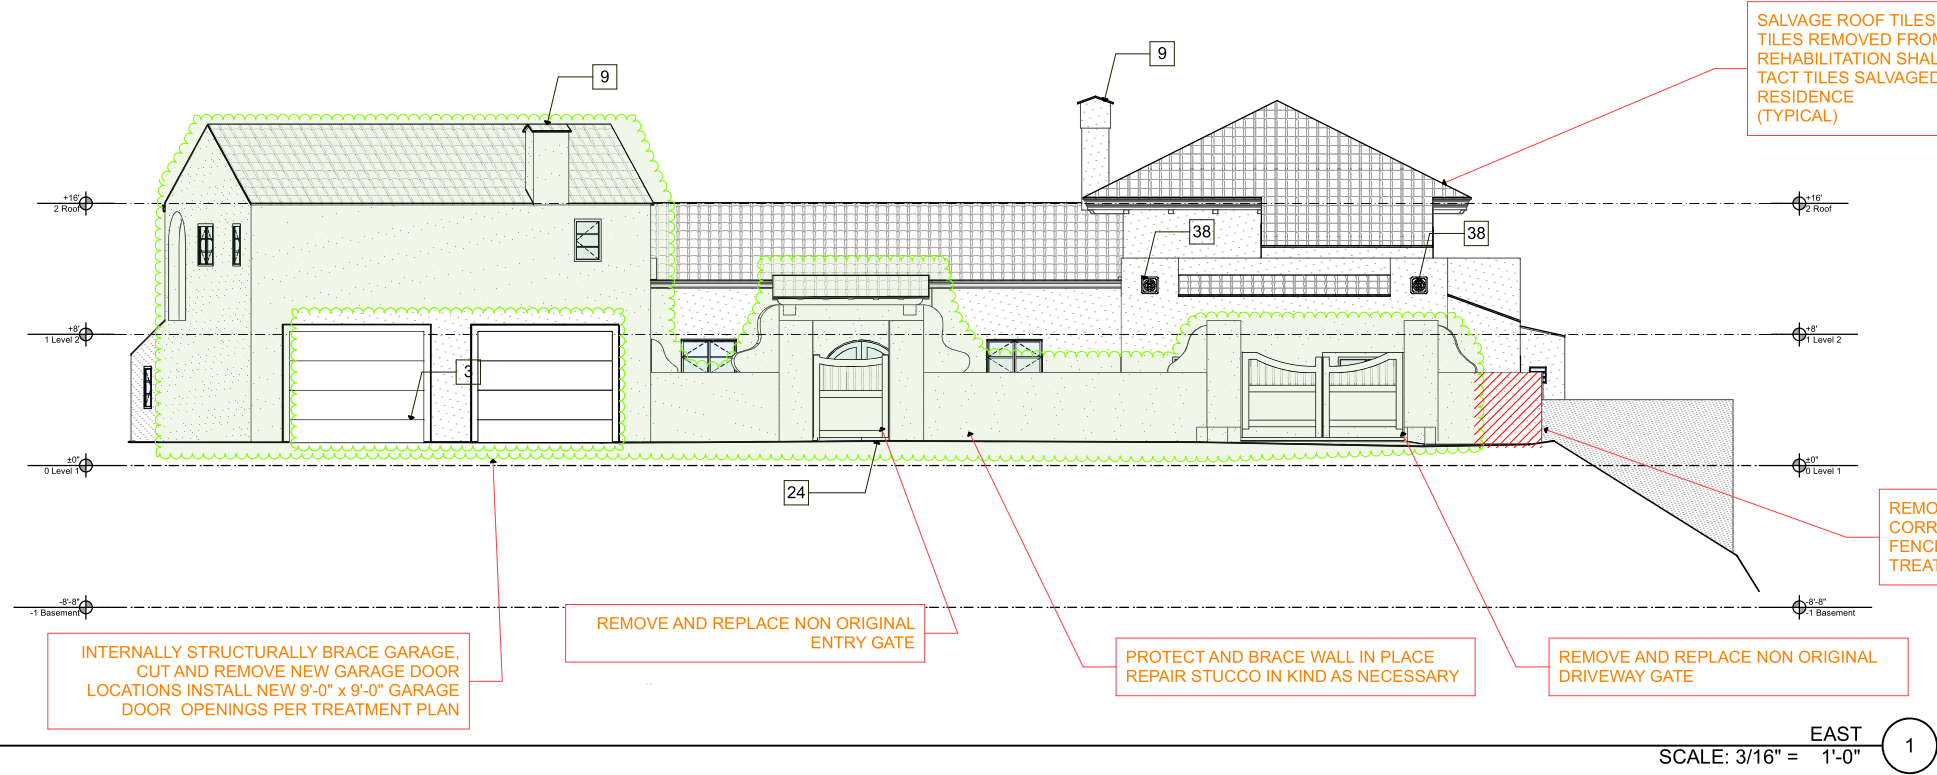 SALVAGE ROOF TILES
TILES REMOVED FROM
REHABILITATION SHAL
TACT TILES SALVAGED
RESIDENCE
(TYPICAL)
9
9
+16'
2 Roof
+16'
2 Roof
38
38
+8'
1 Level 2
+8'
1 Level 2
3
±0"
0 Level 1
±0"
0 Level 1
24
REMO
CORR
FENCI
TREAT
-8'-8"
-1 Basement
-8'-8"
-1 Basement
INTERNALLY STRUCTURALLY BRACE GARAGE,
CUT AND REMOVE NEW GARAGE DOOR
LOCATIONS INSTALL NEW 9'-0" x 9'-0" GARAGE
DOOR OPENINGS PER TREATMENT PLAN
REMOVE AND REPLACE NON ORIGINAL
ENTRY GATE
PROTECT AND BRACE WALL IN PLACE
REPAIR STUCCO IN KIND AS NECESSARY
REMOVE AND REPLACE NON ORIGINAL
DRIVEWAY GATE
EAST
SCALE: 3/16" = 1'-0"
1